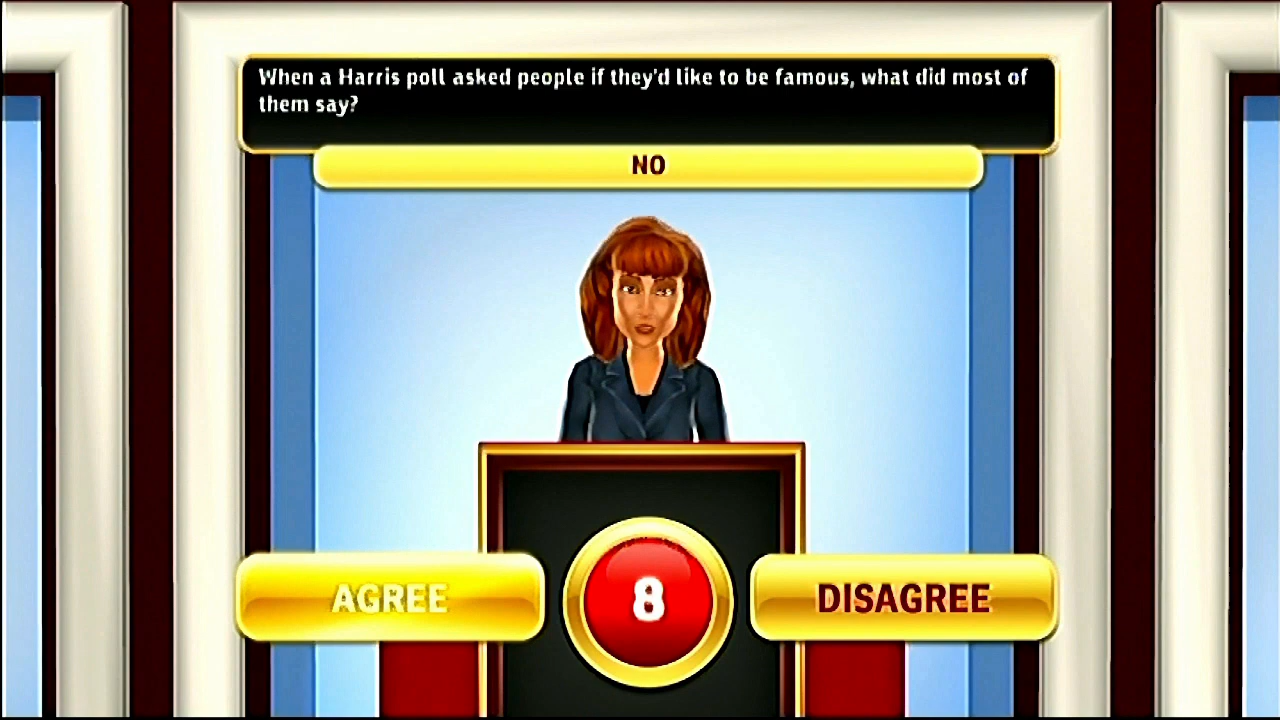 When a Harris poll asked people if they'd like to be famous, what did most of
them say?
NO
AGREE
8
DISAGREE